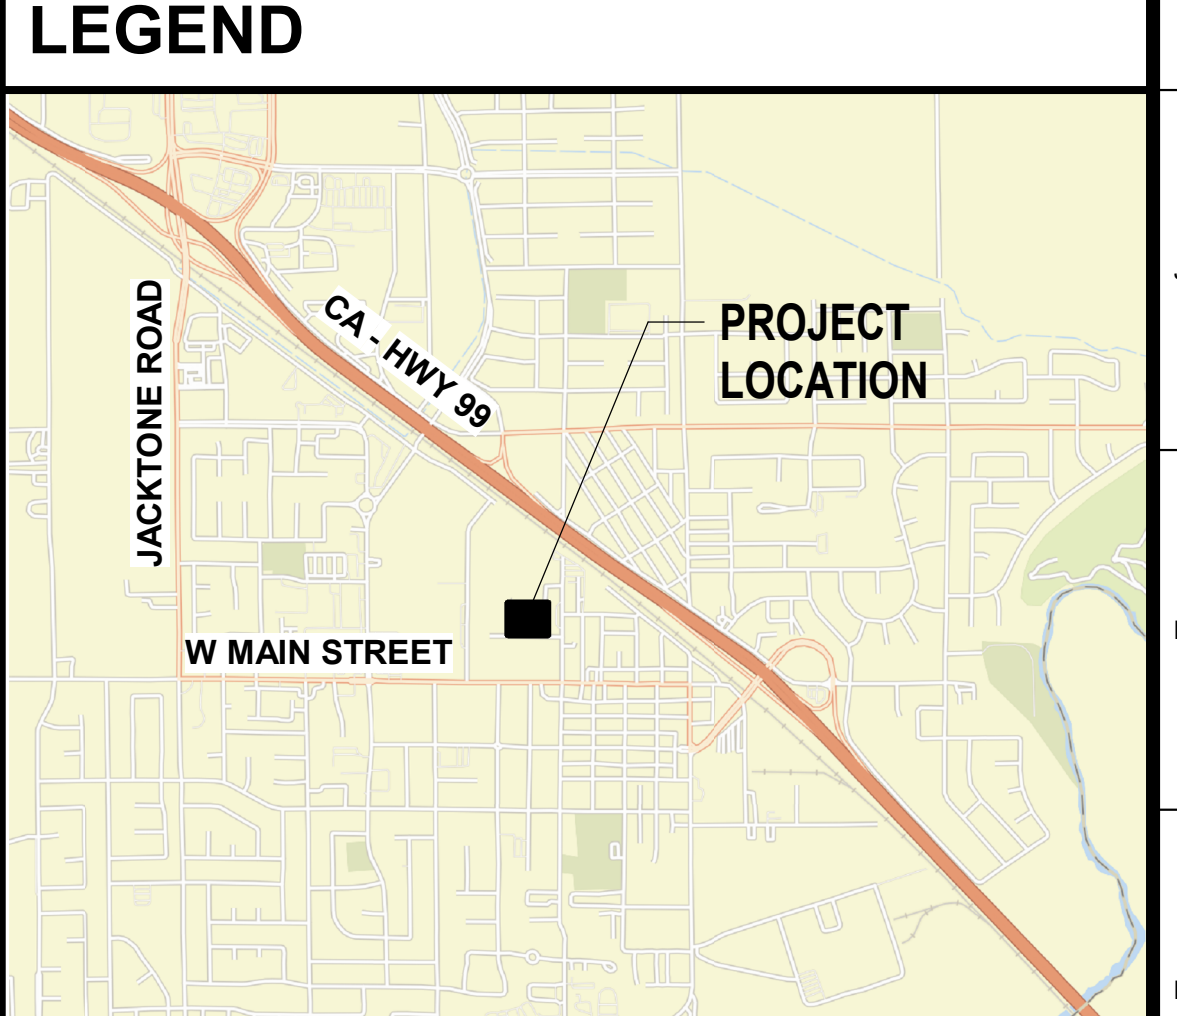 LEGEND
JACKTONE ROAD
CA - HWY 99
PROJECT
LOCATION
W MAIN STREET